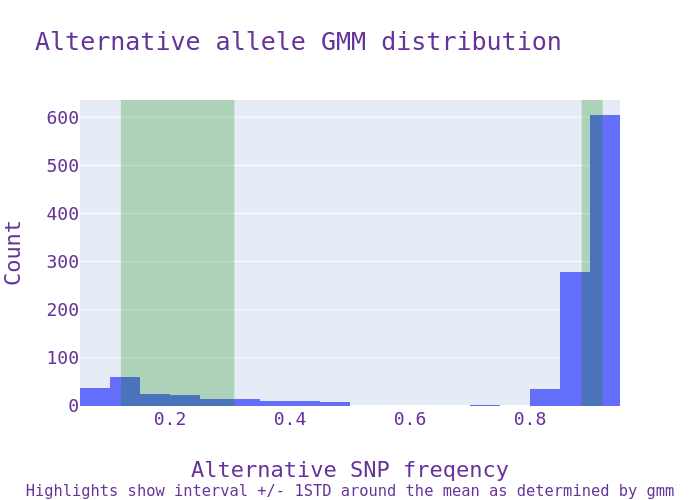 Alternative allele GMM distribution
Count
600
500
400
300
200
100
0
0.2 0.4 0.6 0.8
Alternative SNP freqency
Highlights show interval +/- 1STD around the mean as determined by gmm